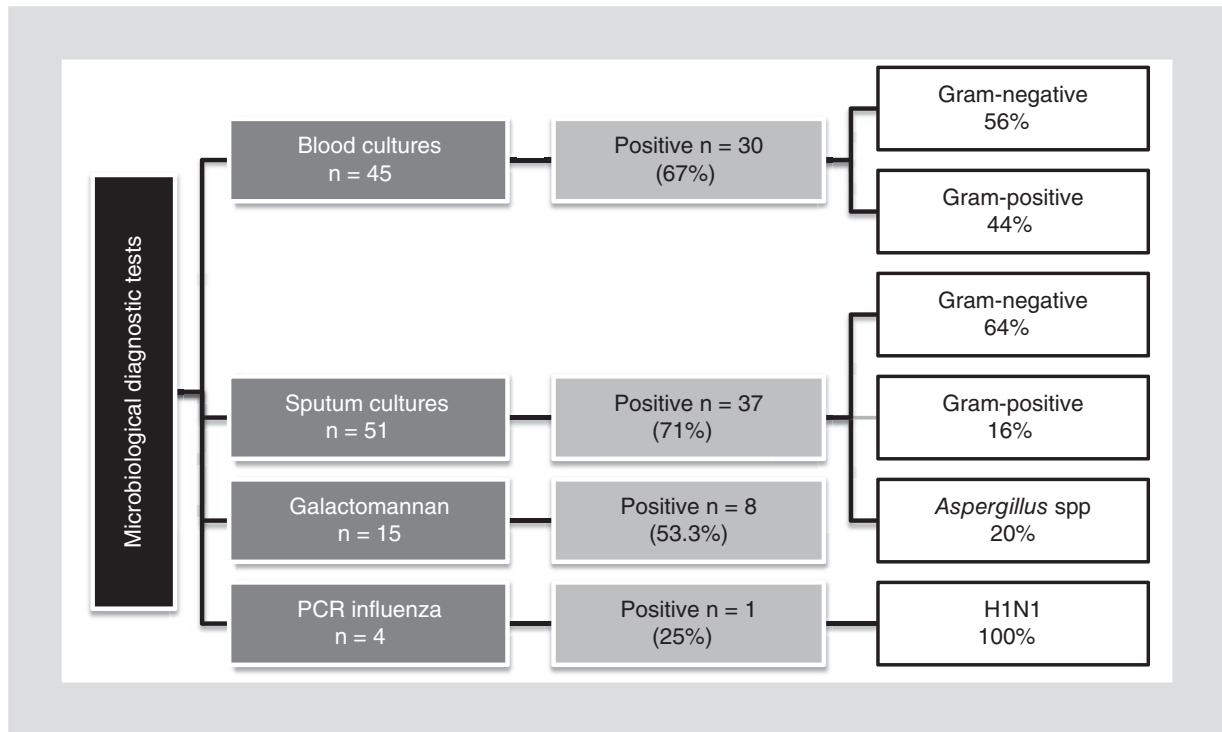 Microbiological diagnostic tests
Blood cultures
n = 45
Positive n = 30
(67%)
Gram-negative
56%
Gram-positive
44%
Sputum cultures
n = 51
Positive n = 37
(71%)
Gram-negative
64%
Gram-positive
16%
Aspergillus spp
20%
Galactomannan
n = 15
Positive n = 8
(53.3%)
PCR influenza
n = 4
Positive n = 1
(25%)
H1N1
100%